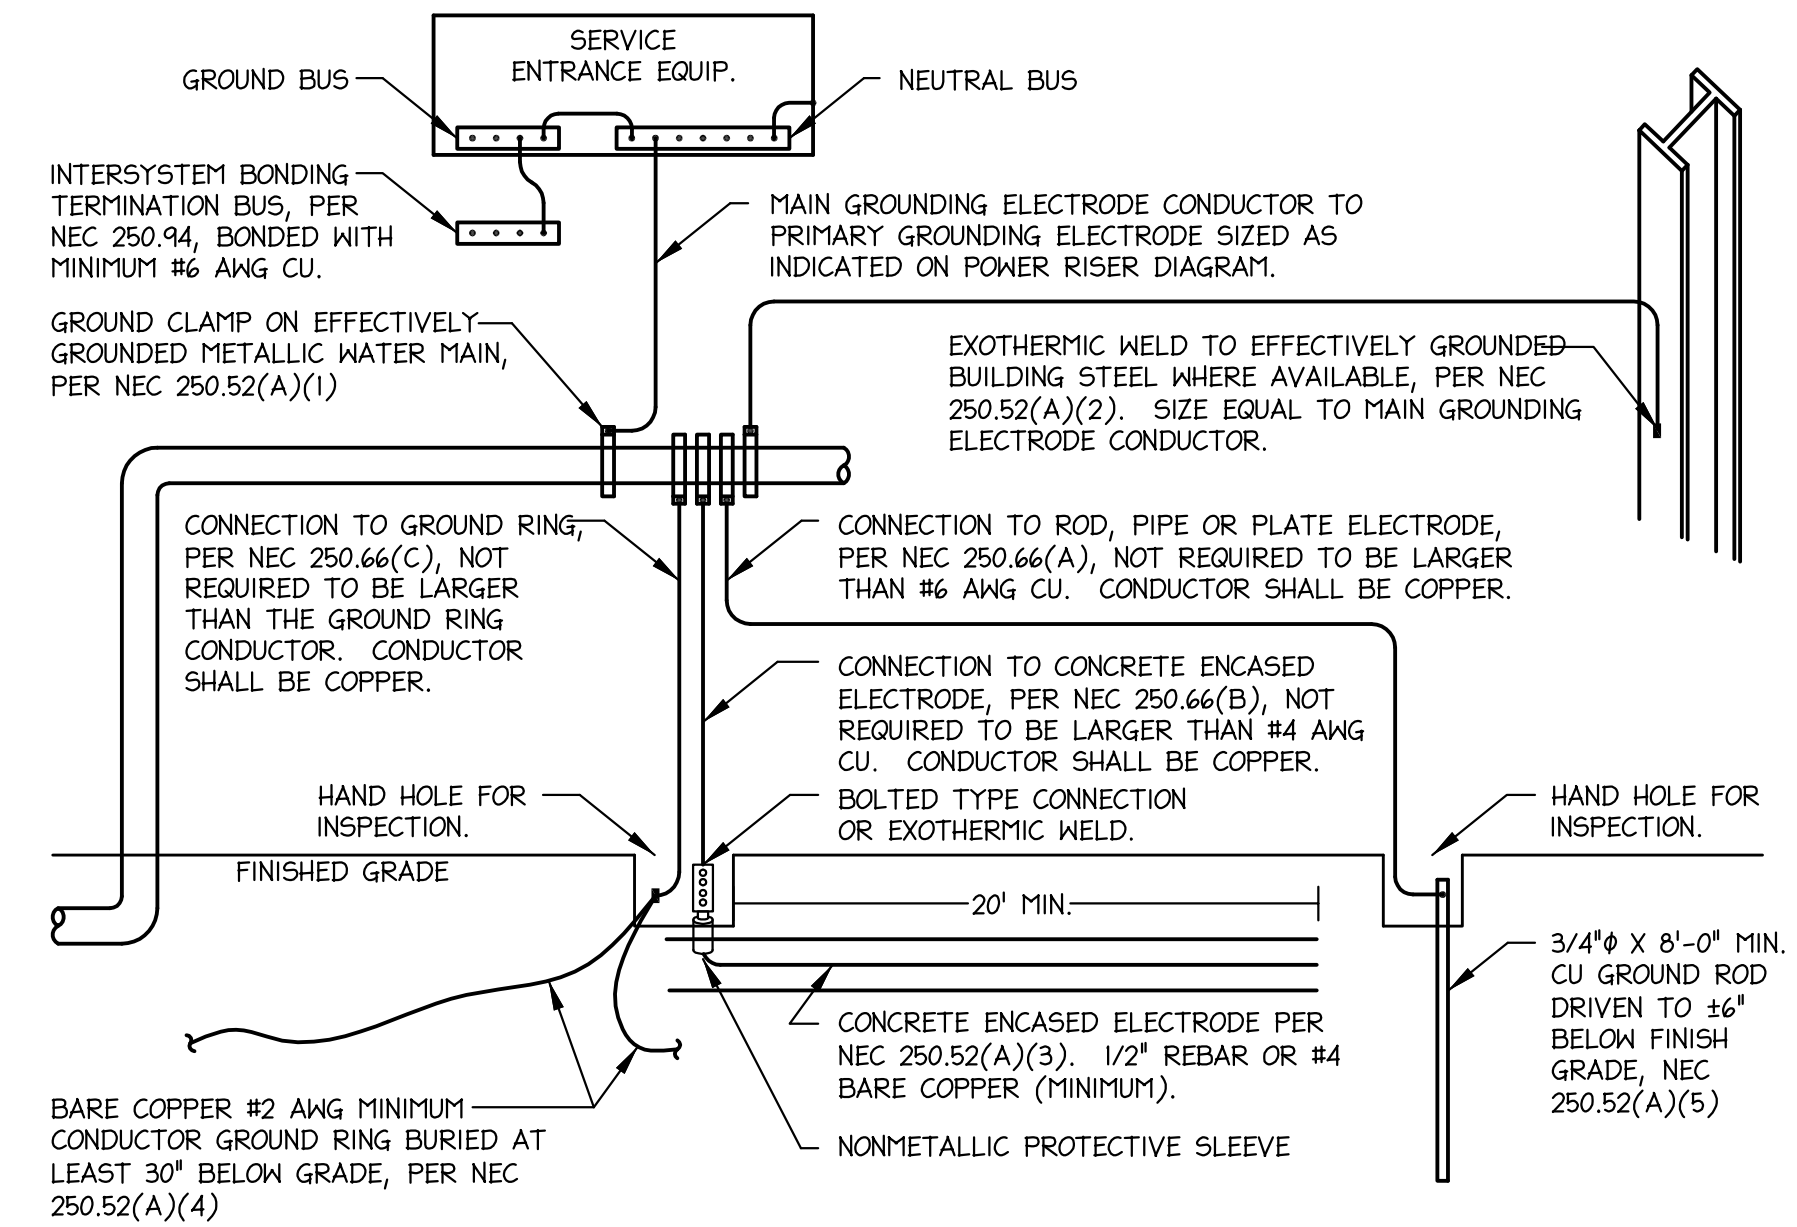 SERVICE
ENTRANCE EQUIP.
GROUND BUS
NEUTRAL BUS
INTERSYSTEM BONDING
TERMINATION BUS, PER
NEC 250.94, BONDED WITH
MINIMUM #6 AWG CU.
MAIN GROUNDING ELECTRODE CONDUCTOR TO
PRIMARY GROUNDING ELECTRODE SIZED AS
INDICATED ON POWER RISER DIAGRAM.
GROUND CLAMP ON EFFECTIVELY
GROUNDED METALLIC WATER MAIN,
PER NEC 250.52(A)(1)
EXOTHERMIC WELD TO EFFECTIVELY GROUNDED
BUILDING STEEL WHERE AVAILABLE, PER NEC
250.52(A)(2). SIZE EQUAL TO MAIN GROUNDING
ELECTRODE CONDUCTOR.
CONNECTION TO GROUND RING,
PER NEC 250.66(C), NOT
REQUIRED TO BE LARGER
THAN THE GROUND RING
CONDUCTOR. CONDUCTOR
SHALL BE COPPER.
CONNECTION TO ROD, PIPE OR PLATE ELECTRODE,
PER NEC 250.66(A), NOT REQUIRED TO BE LARGER
THAN #6 AWG CU. CONDUCTOR SHALL BE COPPER.
CONNECTION TO CONCRETE ENCASED
ELECTRODE, PER NEC 250.66(B), NOT
REQUIRED TO BE LARGER THAN #4 AWG
CU. CONDUCTOR SHALL BE COPPER.
HAND HOLE FOR
INSPECTION.
BOLTED TYPE CONNECTION
OR EXOTHERMIC WELD.
HAND HOLE FOR
INSPECTION.
FINISHED GRADE
20' MIN.
3/4"ϕ X 8'-0" MIN.
CU GROUND ROD
DRIVEN TO ±6"
BELOW FINISH
GRADE, NEC
250.52(A)(5)
CONCRETE ENCASED ELECTRODE PER
NEC 250.52(A)(3). 1/2" REBAR OR #4
BARE COPPER (MINIMUM).
BARE COPPER #2 AWG MINIMUM
CONDUCTOR GROUND RING BURIED AT
LEAST 30" BELOW GRADE, PER NEC
250.52(A)(4)
NONMETALLIC PROTECTIVE SLEEVE